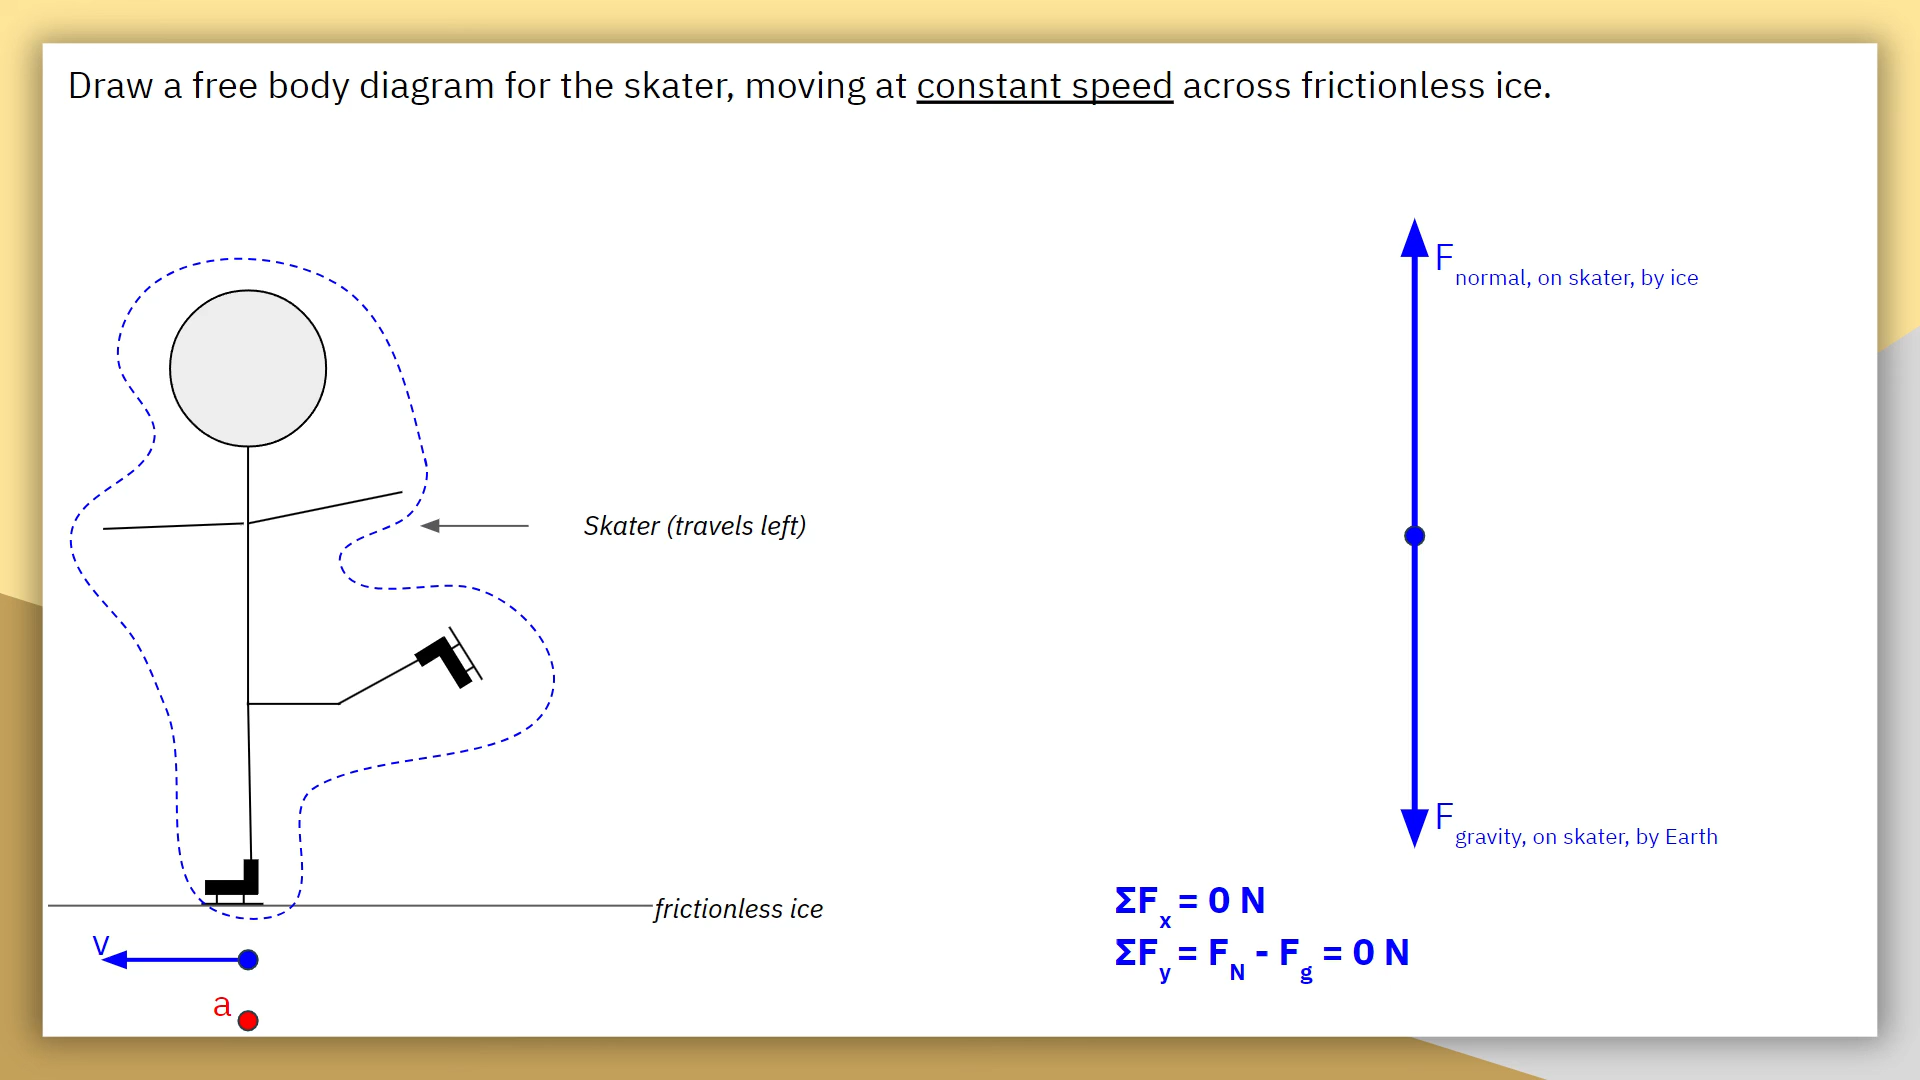 Draw a free body diagram for the skater, moving at constant speed across frictionless ice.
F normal, on skater, by ice
Skater (travels left)
F gravity, on skater, by Earth
frictionless ice
ΣFx = 0 N
ΣFy = FN - Fg = 0 N
v
a